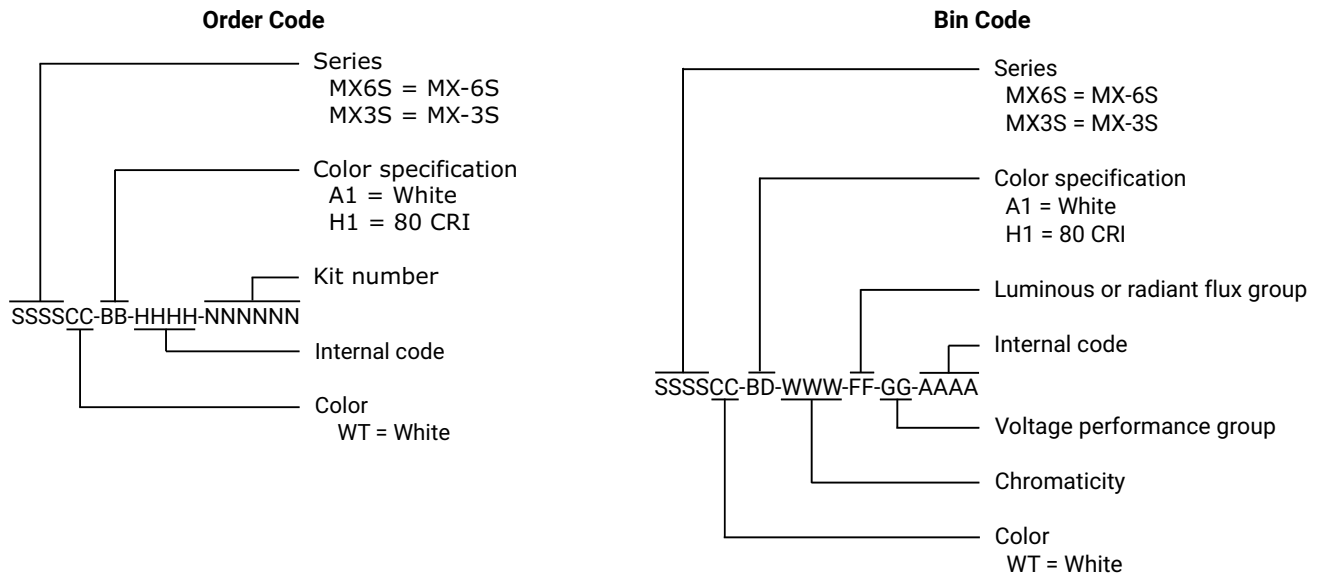 Order Code
Series
MX6S = MX-6S
MX3S = MX-3S
Color specification
A1 = White
H1 = 80 CRI
Kit number
SSSSCC-BB-HHHH-NNNNNN
Internal code
Color
WT = White
Bin Code
Series
MX6S = MX-6S
MX3S = MX-3S
Color specification
A1 = White
H1 = 80 CRI
Luminous or radiant flux group
Internal code
SSSSCC-BD-WWW-FF-GG-AAAA
Voltage performance group
Chromaticity
Color
WT = White